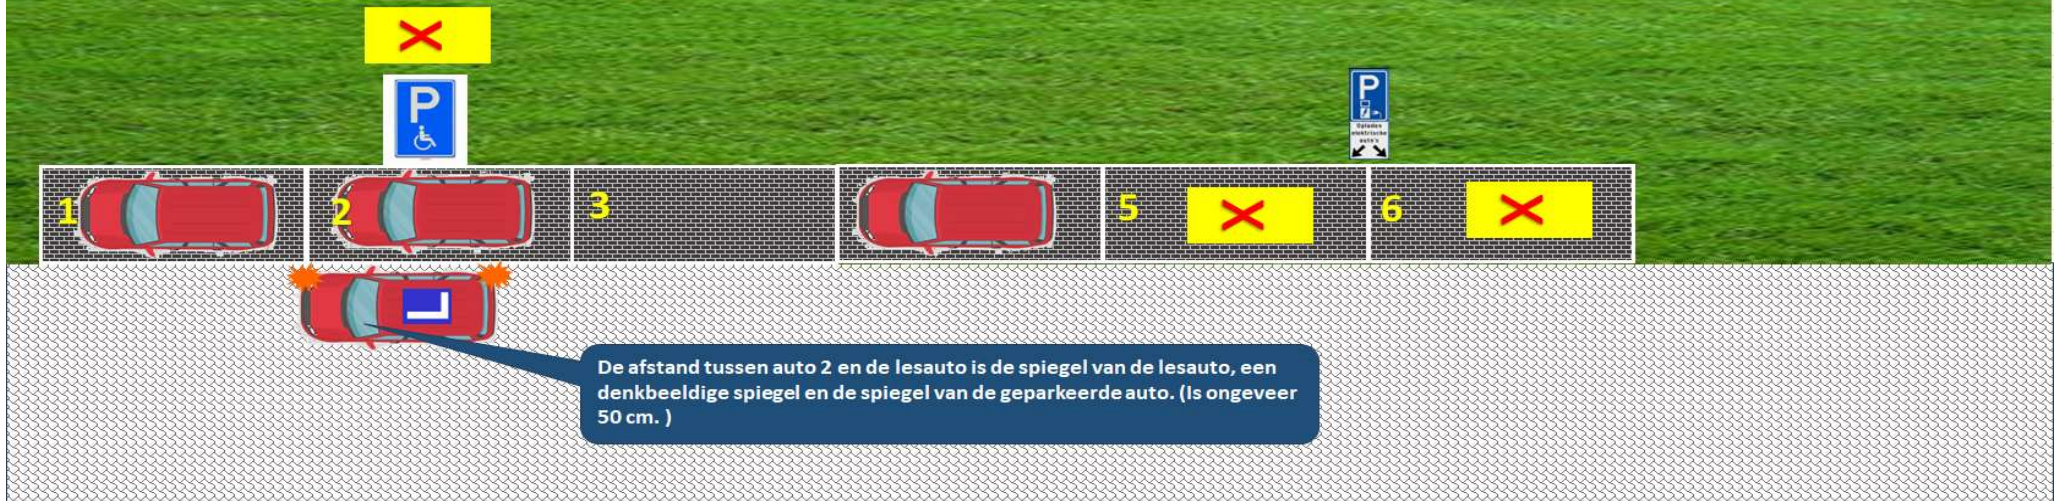 P
P
Opladen
elektrische
auto's
1
2
3
5
6
L
De afstand tussen auto 2 en de lesauto is de spiegel van de lesauto, een
denkbeeldige spiegel en de spiegel van de geparkeerde auto. (Is ongeveer
50 cm. )